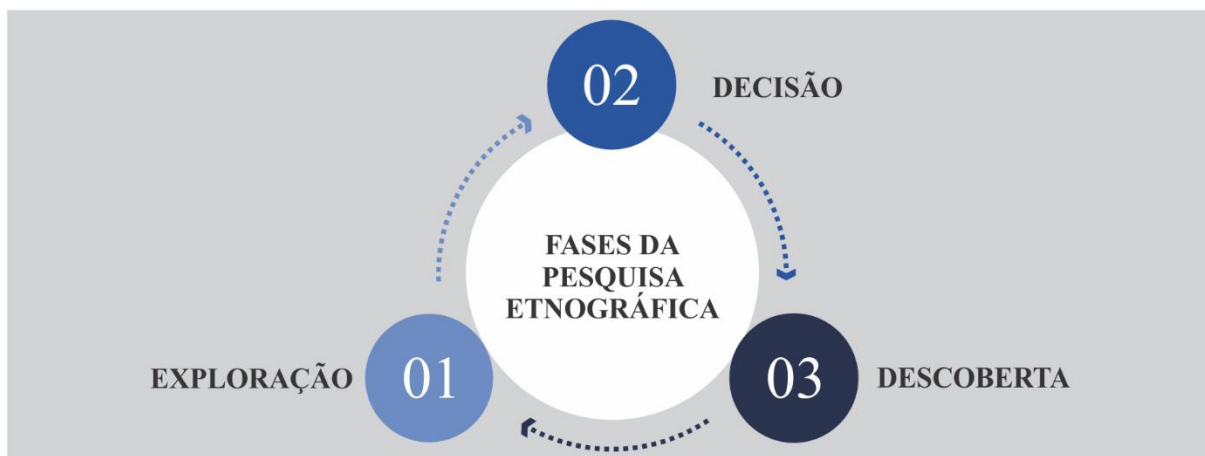 02
DECISÃO
FASES DA
PESQUISA
ETNOGRÁFICA
EXPLORAÇÃO
01
03
DESCOBERTA